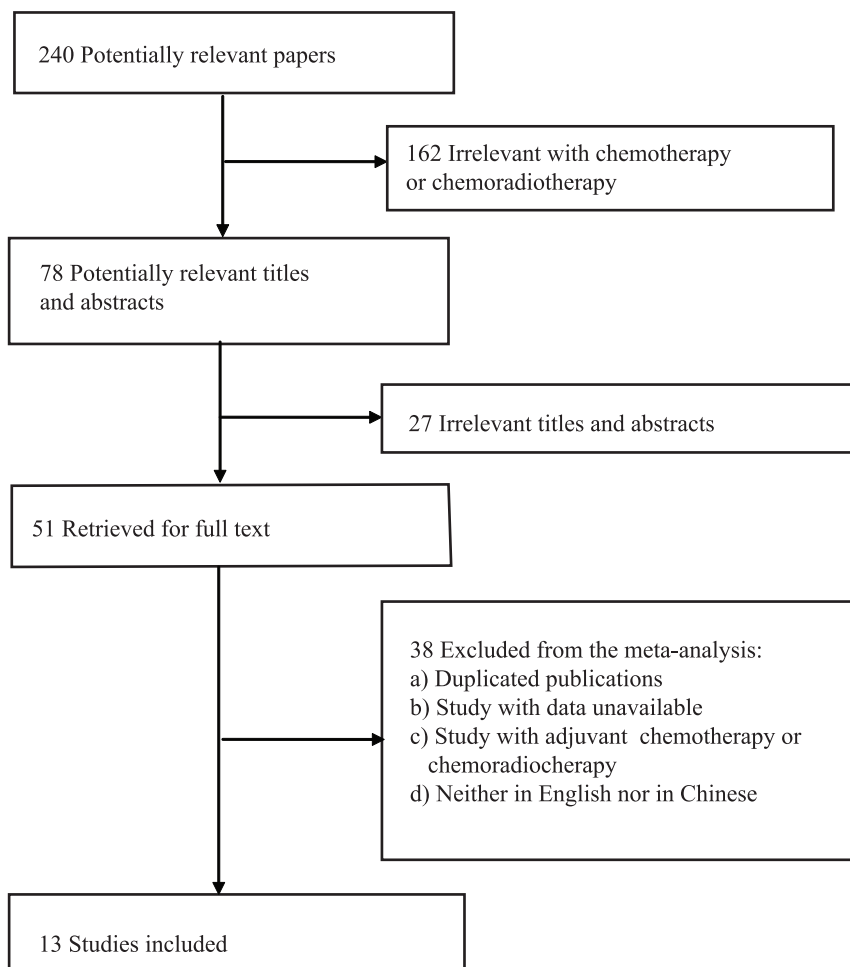 240 Potentially relevant papers
162 Irrelevant with chemotherapy
or chemoradiotherapy
78 Potentially relevant titles
and abstracts
27 Irrelevant titles and abstracts
51 Retrieved for full text
38 Excluded from the meta-analysis:
a) Duplicated publications
b) Study with data unavailable
c) Study with adjuvant chemotherapy or
chemoradiocherapy
d) Neither in English nor in Chinese
13 Studies included